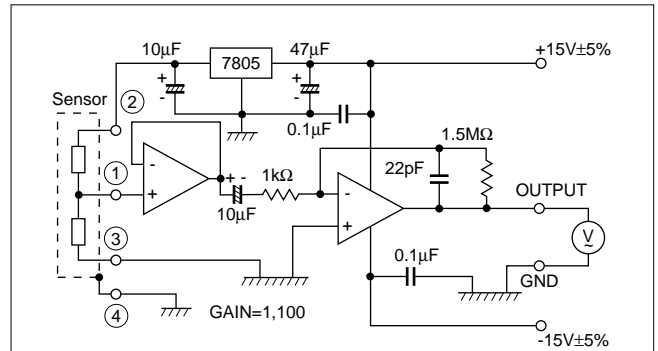 10µF
7805
47µF
+15V±5%
Sensor
+
-
+
-
②
0.1µF
1.5MΩ
①
-
+
+ -
1kΩ
22pF
10µF
-
+
OUTPUT
V
~
③
0.1µF
GND
④
GAIN=1,100
-15V±5%